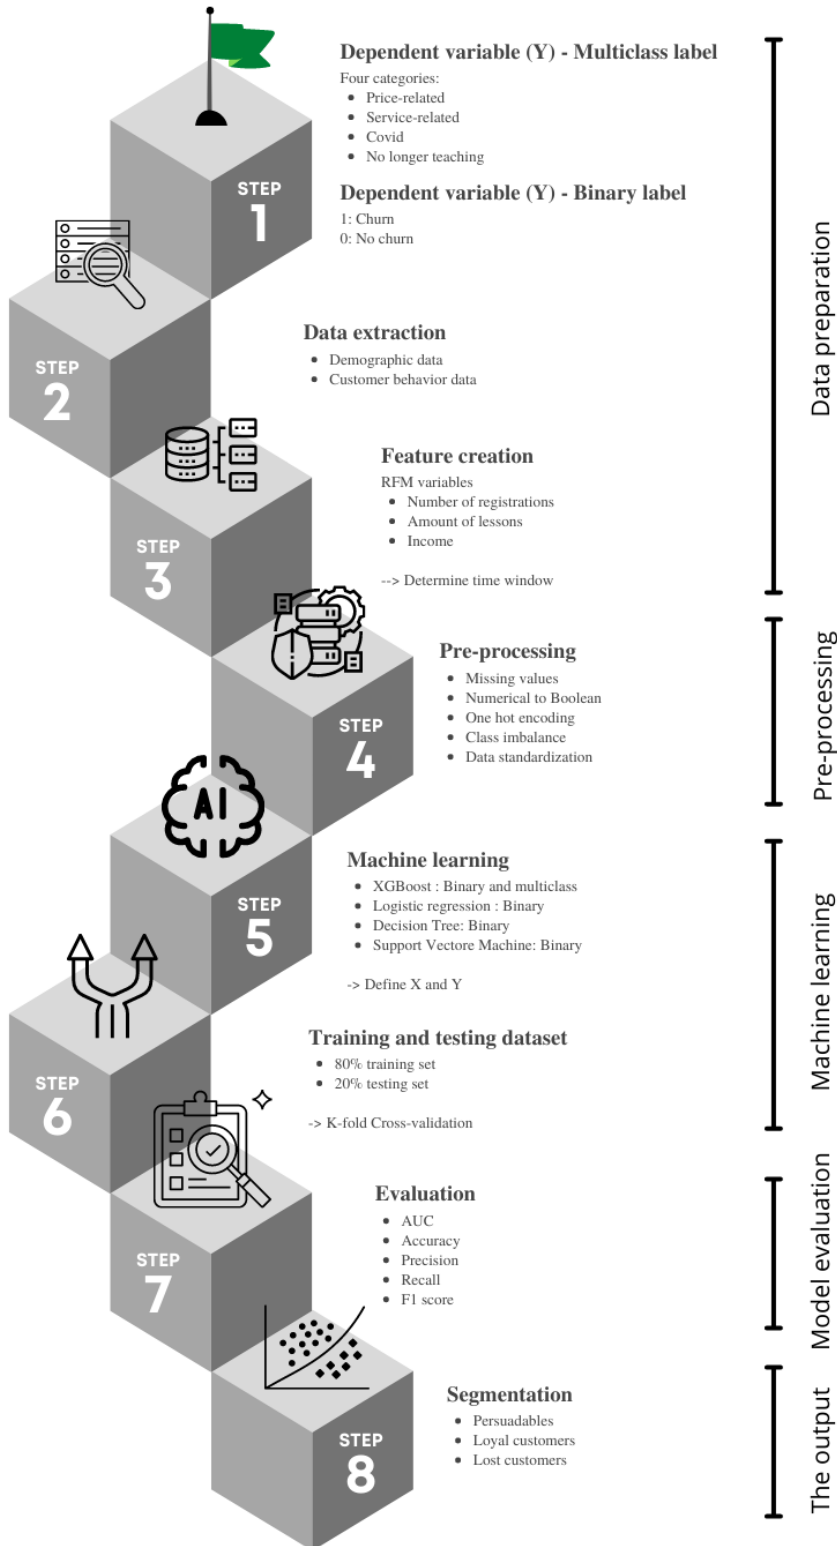 Dependent variable (Y) - Multiclass label
Four categories:
• Price-related
• Service-related
• Covid
• No longer teaching
STEP
1
Dependent variable (Y) - Binary label
1: Churn
0: No churn
Data preparation
STEP
2
Data extraction
• Demographic data
• Customer behavior data
STEP
3
Feature creation
RFM variables
• Number of registrations
• Amount of lessons
• Income
--> Determine time window
STEP
4
Pre-processing
• Missing values
• Numerical to Boolean
• One hot encoding
• Class imbalance
• Data standardization
Pre-processing
AI
STEP
5
Machine learning
• XGBoost : Binary and multiclass
• Logistic regression : Binary
• Decision Tree: Binary
• Support Vectore Machine: Binary
-> Define X and Y
Machine learning
STEP
6
Training and testing dataset
• 80% training set
• 20% testing set
-> K-fold Cross-validation
STEP
7
Evaluation
• AUC
• Accuracy
• Precision
• Recall
• F1 score
Model evaluation
STEP
8
Segmentation
• Persuadables
• Loyal customers
• Lost customers
The output